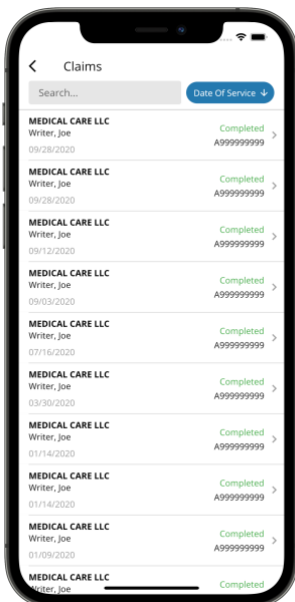 Claims
Search...
Date Of Service ↓
MEDICAL CARE LLC
Writer, Joe
09/28/2020
Completed
A999999999
MEDICAL CARE LLC
Writer, Joe
09/28/2020
Completed
A999999999
MEDICAL CARE LLC
Writer, Joe
09/12/2020
Completed
A999999999
MEDICAL CARE LLC
Writer, Joe
09/03/2020
Completed
A999999999
MEDICAL CARE LLC
Writer, Joe
07/16/2020
Completed
A999999999
MEDICAL CARE LLC
Writer, Joe
03/30/2020
Completed
A999999999
MEDICAL CARE LLC
Writer, Joe
01/14/2020
Completed
A999999999
MEDICAL CARE LLC
Writer, Joe
01/14/2020
Completed
A999999999
MEDICAL CARE LLC
Writer, Joe
01/09/2020
Completed
A999999999
MEDICAL CARE LLC
Writer, Joe
Completed